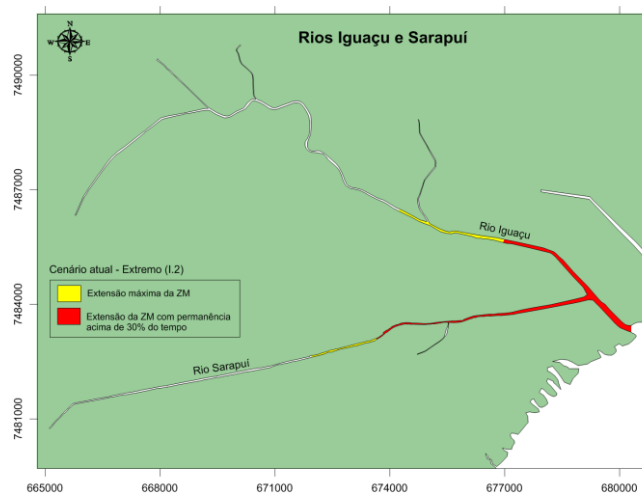 Rios Iguaçu e Sarapuí
N
W E
S
7490000
7487000
Rio Iguaçu
Cenário atual - Extremo (I.2)
Extensão máxima da ZM
Extensão da ZM com permanência
acima de 30% do tempo
7484000
Rio Sarapuí
7481000
665000 668000 671000 674000 677000 680000